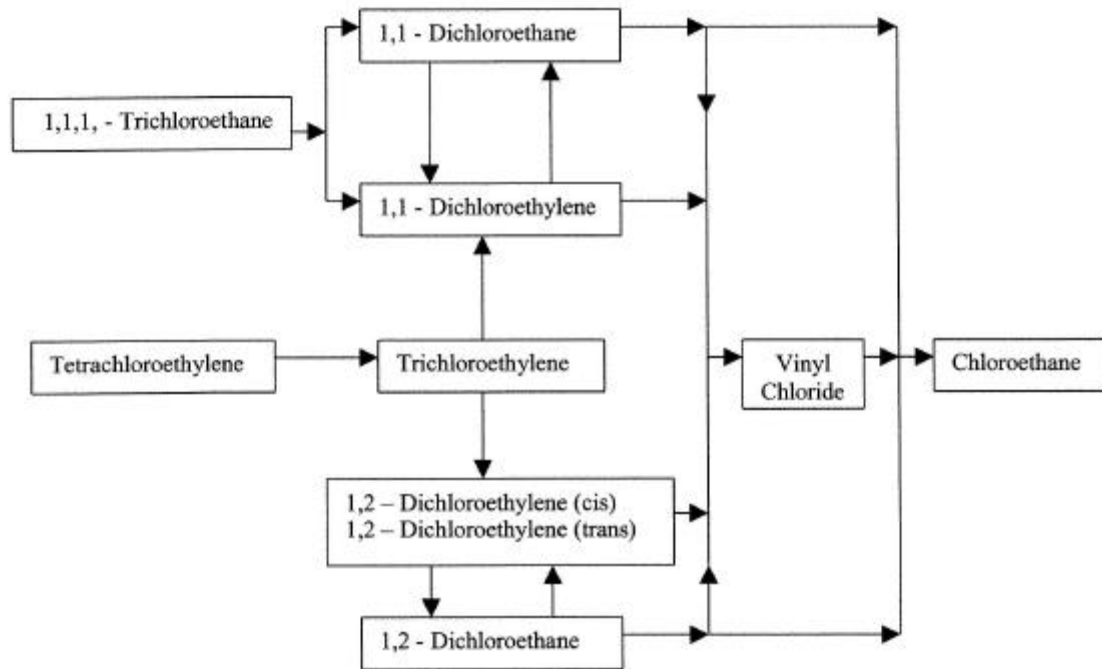 1,1 - Dichloroethane
1,1,1, - Trichloroethane
1,1 - Dichloroethylene
Tetrachloroethylene
Trichloroethylene
Vinyl
Chloride
Chloroethane
1,2 – Dichloroethylene (cis)
1,2 – Dichloroethylene (trans)
1,2 - Dichloroethane